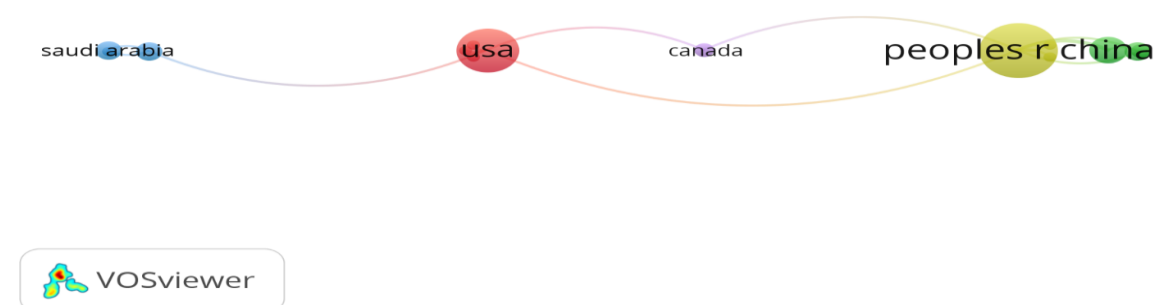 saudi arabia
usa
canada
peoples r china
VOSviewer